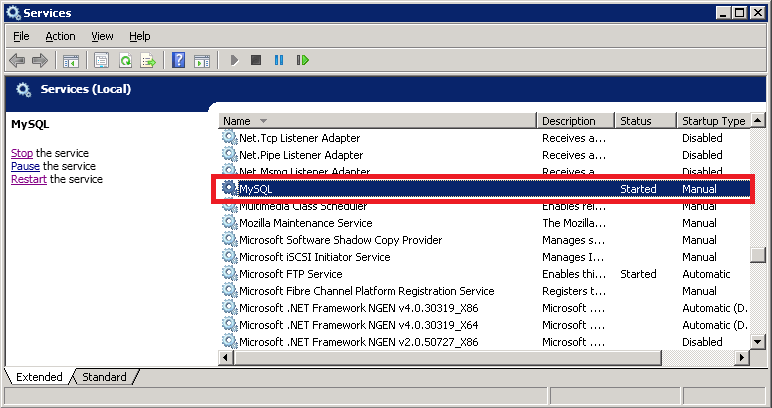 Services
File Action View Help
Services (Local)
MySQL
Stop the service
Pause the service
Restart the service
Name Description Status Startup Type
Net.Tcp Listener Adapter Receives a... Disabled
Net.Pipe Listener Adapter Receives a... Disabled
Net.Msmq Listener Adapter Receives a... Disabled
MySQL Started Manual
Multimedia Class Scheduler Enables rel... Manual
Mozilla Maintenance Service The Mozilla... Manual
Microsoft Software Shadow Copy Provider Manages s... Manual
Microsoft iSCSI Initiator Service Manages I... Manual
Microsoft FTP Service Enables thi... Started Automatic
Microsoft Fibre Channel Platform Registration Service Registers t... Manual
Microsoft .NET Framework NGEN v4.0.30319_X86 Microsoft .... Automatic (D...
Microsoft .NET Framework NGEN v4.0.30319_X64 Microsoft .... Automatic (D...
Microsoft .NET Framework NGEN v2.0.50727_X86 Microsoft .... Disabled
Extended Standard